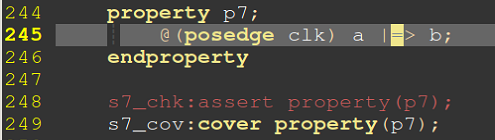 244 property p7;
245 @(posedge clk) a |=> b;
246 endproperty
247
248 s7_chk:assert property(p7);
249 s7_cov:cover property(p7);